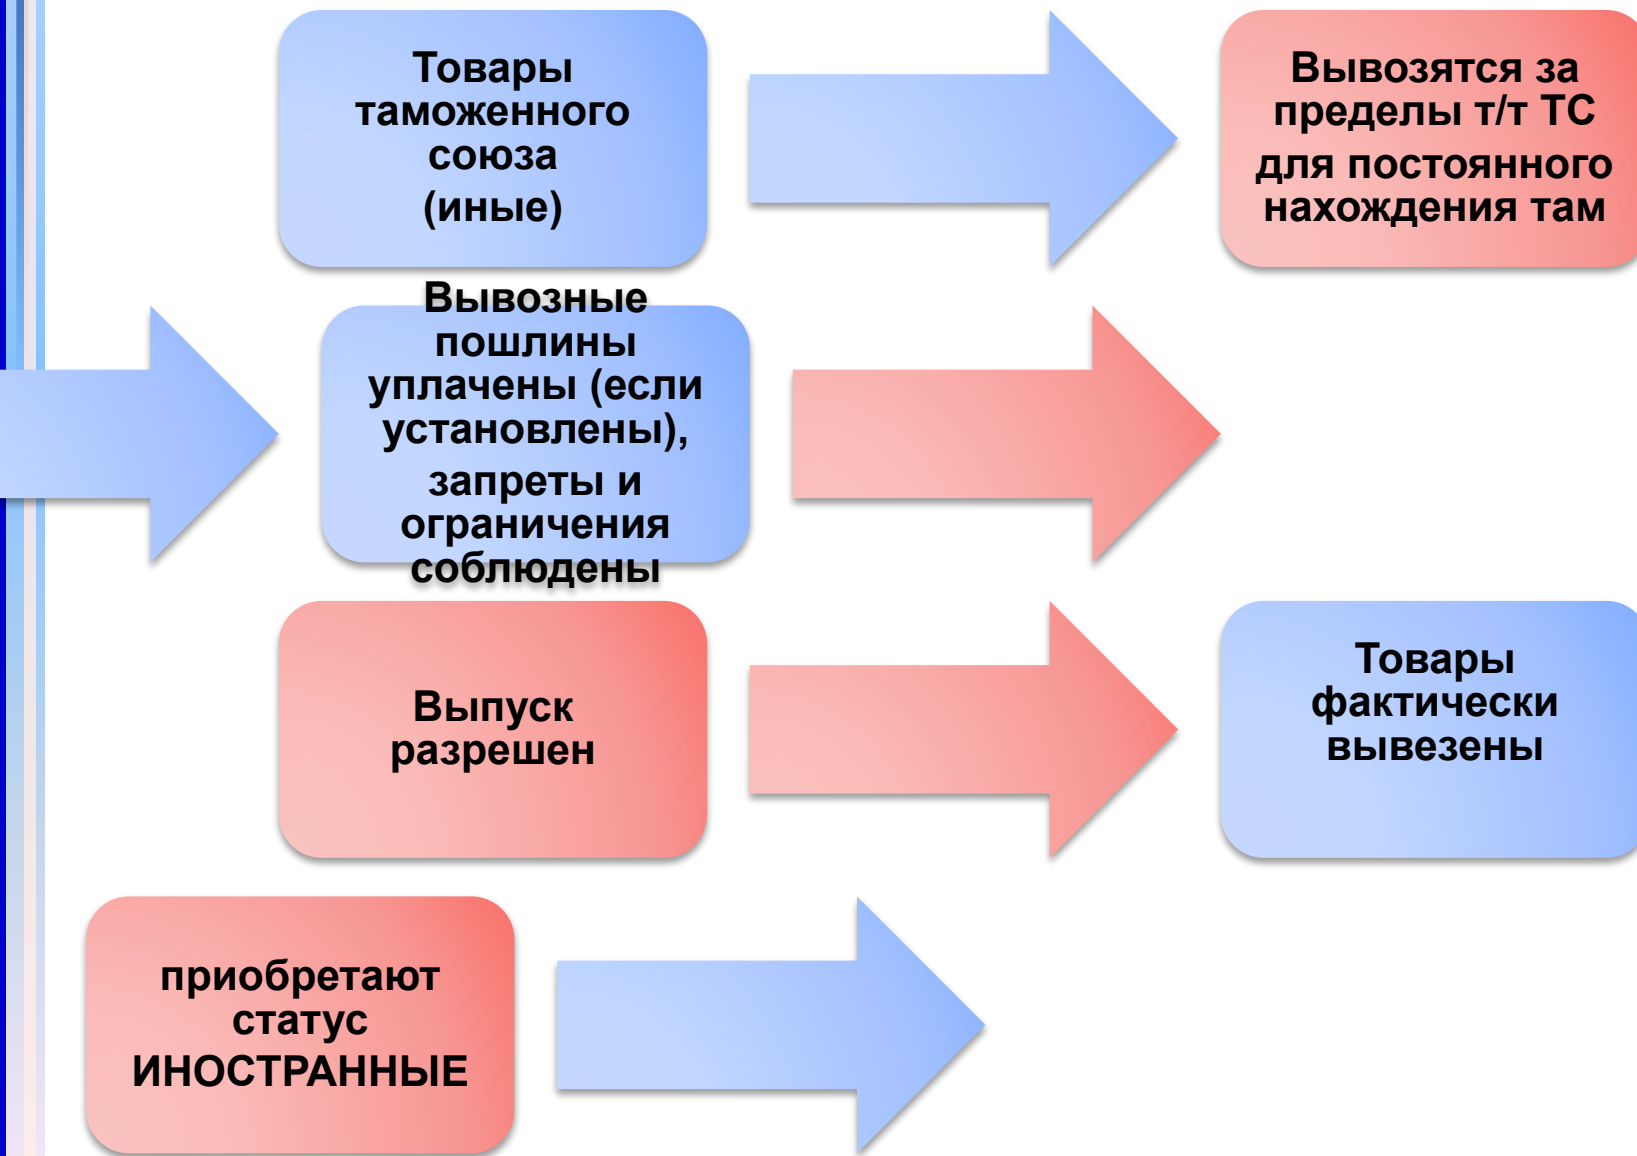 Товары
таможенного
союза
(иные)
Вывозятся за
пределы т/т ТС
для постоянного
нахождения там
Вывозные
пошлины
уплачены (если
установлены),
запреты и
ограничения
соблюдены
Выпуск
разрешен
Товары
фактически
вывезены
приобретают
статус
ИНОСТРАННЫЕ